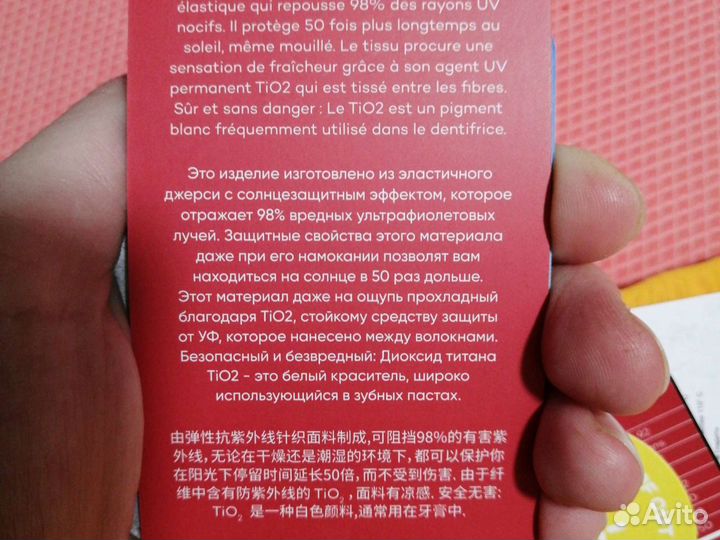 élastique qui repousse 98% des rayons UV
nocifs. Il protège 50 fois plus longtemps au
soleil, même mouillé. Le tissu procure une
sensation de fraîcheur grâce à son agent UV
permanent TiO2 qui est tissé entre les fibres.
Sûr et sans danger : Le TiO2 est un pigment
blanc fréquemment utilisé dans le dentifrice.
Это изделие изготовлено из эластичного
джерси с солнцезащитным эффектом, которое
отражает 98% вредных ультрафиолетовых
лучей. Защитные свойства этого материала
даже при его намокании позволят вам
находиться на солнце в 50 раз дольше.
Этот материал даже на ощупь прохладный
благодаря TiO2, стойкому средству защиты
от УФ, которое нанесено между волокнами.
Безопасный и безвредный: Диоксид титана
TiO2 - это белый краситель, широко
использующийся в зубных пастах.
由弹性抗紫外线针织面料制成,可阻挡98%的有害紫
外线, 无论在干燥还是潮湿的环境下, 都可以保护你
在阳光下停留时间延长50倍, 而不受到伤害. 由于纤
维中含有防紫外线的 TiO₂ , 面料有凉感. 安全无害:
TiO₂ 是一种白色颜料,通常用在牙膏中.
Avito